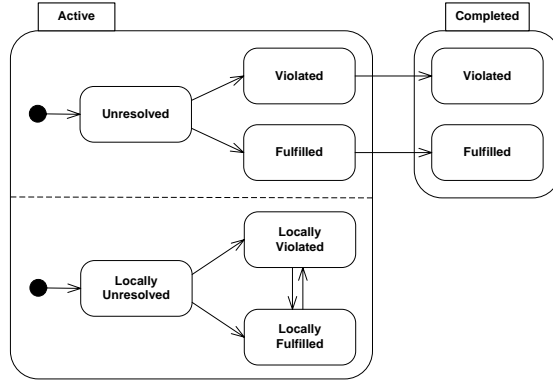 Active
Completed
Violated
Violated
Unresolved
Fulfilled
Fulfilled
Locally
Violated
Locally
Unresolved
Locally
Fulfilled